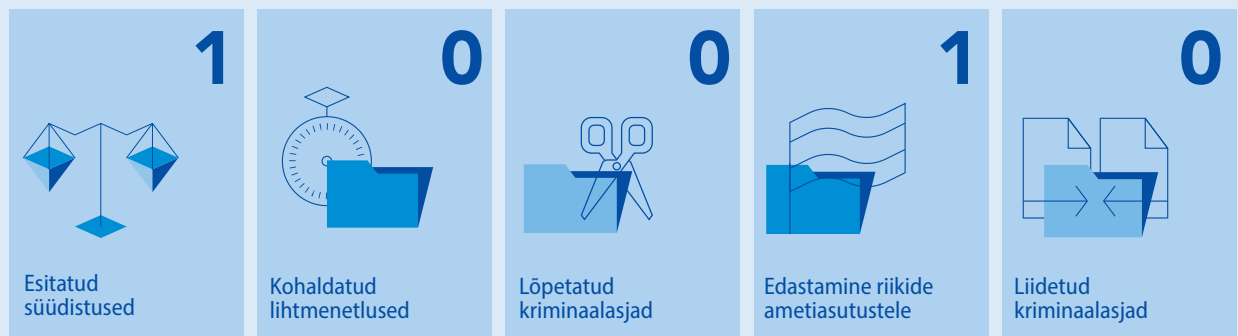 1
Esitatud
süüdistused
0
Kohaldatud
lihtmenetlused
0
Lõpetatud
kriminaalasjad
1
Edastamine riikide
ametiasutustele
0
Liidetud
kriminaalasjad